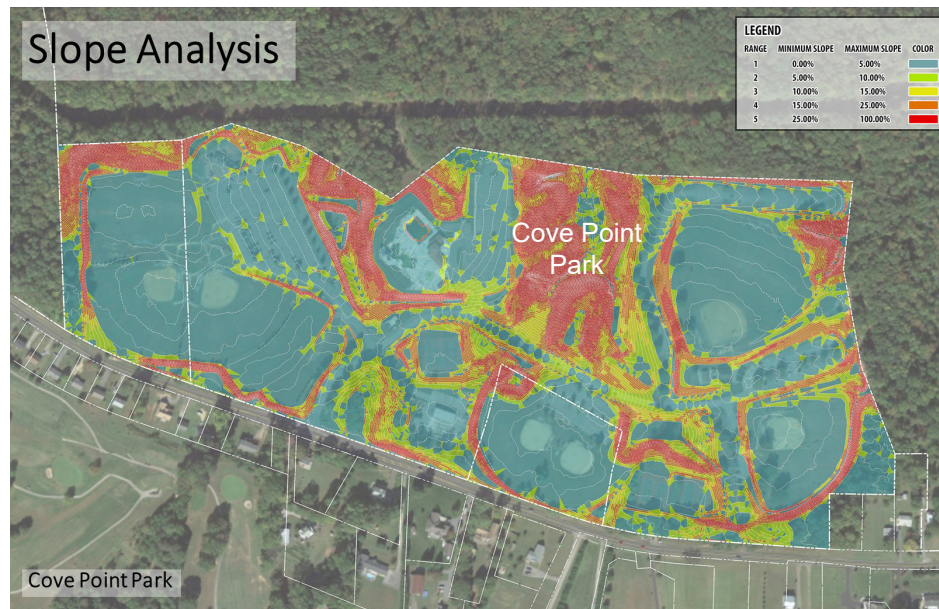 Slope Analysis
LEGEND
RANGE MINIMUM SLOPE MAXIMUM SLOPE COLOR
1 0.00% 5.00%
2 5.00% 10.00%
3 10.00% 15.00%
4 15.00% 25.00%
5 25.00% 100.00%
Cove Point
Park
Cove Point Park